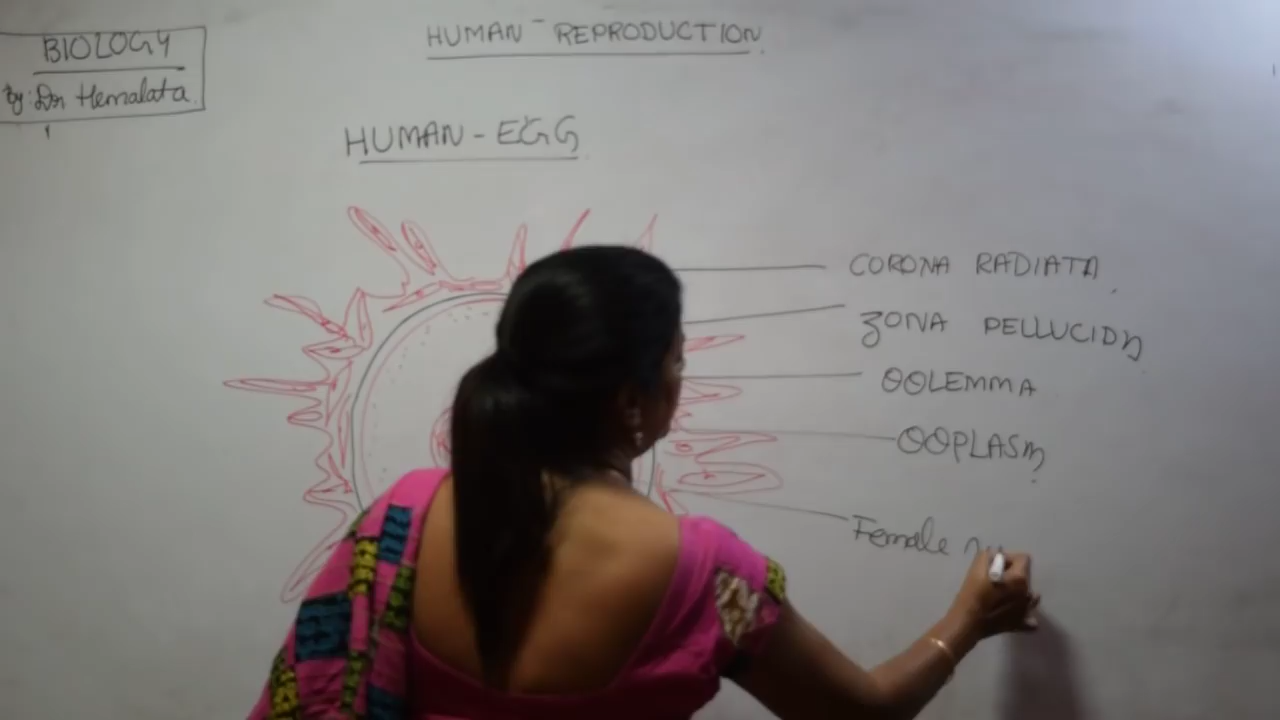 HUMAN - REPRODUCTION
BIOLOGY
By: Dr Hemalata.
HUMAN - EGG
CORONA RADIATA
ZONA PELLUCIDA
OOLEMMA
OOPLASM
Female